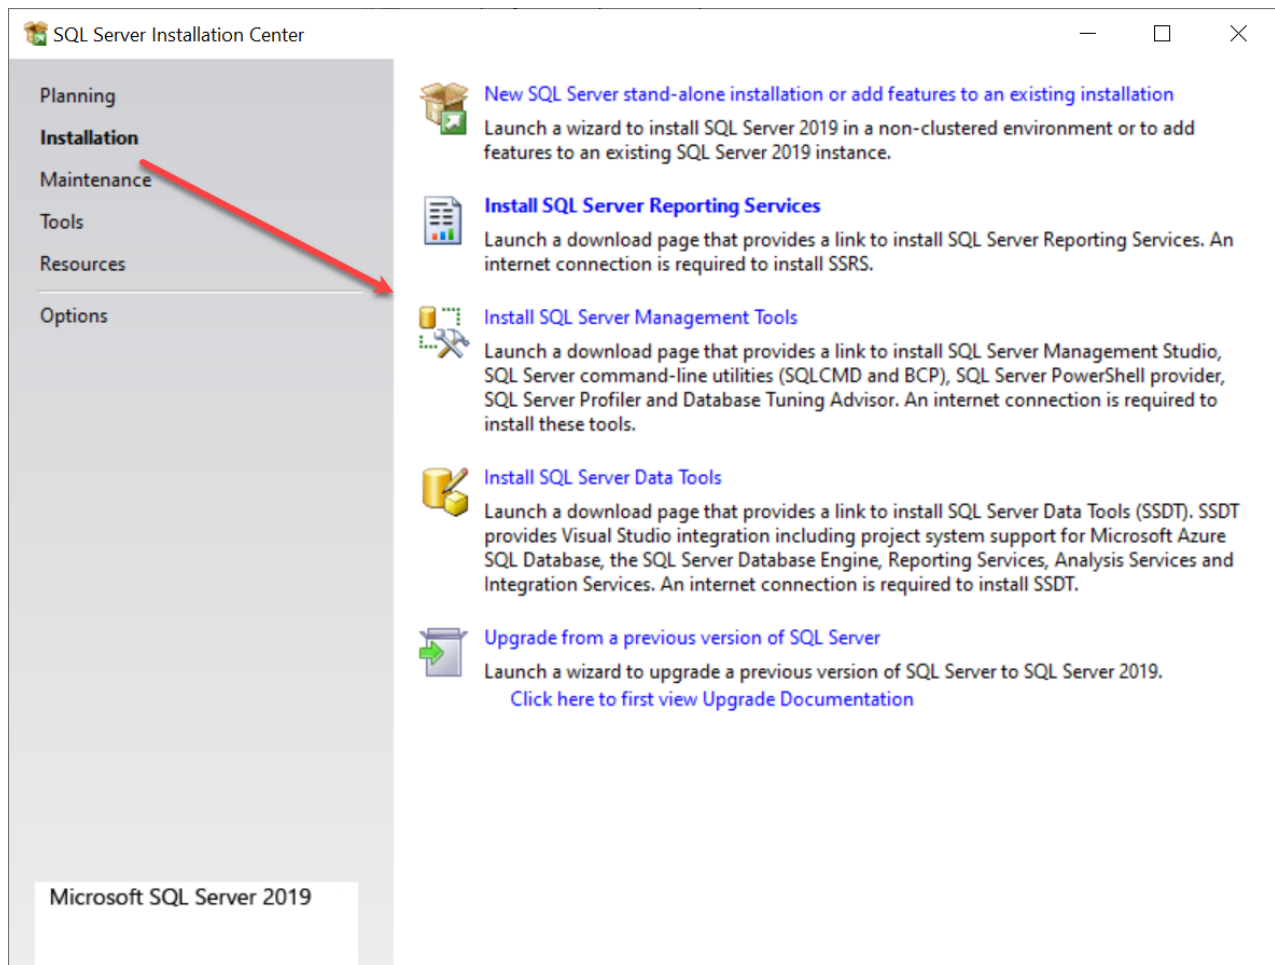 SQL Server Installation Center
Planning
Installation
Maintenance
Tools
Resources
Options
Microsoft SQL Server 2019
New SQL Server stand-alone installation or add features to an existing installation
Launch a wizard to install SQL Server 2019 in a non-clustered environment or to add
features to an existing SQL Server 2019 instance.
Install SQL Server Reporting Services
Launch a download page that provides a link to install SQL Server Reporting Services. An
internet connection is required to install SSRS.
Install SQL Server Management Tools
Launch a download page that provides a link to install SQL Server Management Studio,
SQL Server command-line utilities (SQLCMD and BCP), SQL Server PowerShell provider,
SQL Server Profiler and Database Tuning Advisor. An internet connection is required to
install these tools.
Install SQL Server Data Tools
Launch a download page that provides a link to install SQL Server Data Tools (SSDT). SSDT
provides Visual Studio integration including project system support for Microsoft Azure
SQL Database, the SQL Server Database Engine, Reporting Services, Analysis Services and
Integration Services. An internet connection is required to install SSDT.
Upgrade from a previous version of SQL Server
Launch a wizard to upgrade a previous version of SQL Server to SQL Server 2019.
Click here to first view Upgrade Documentation